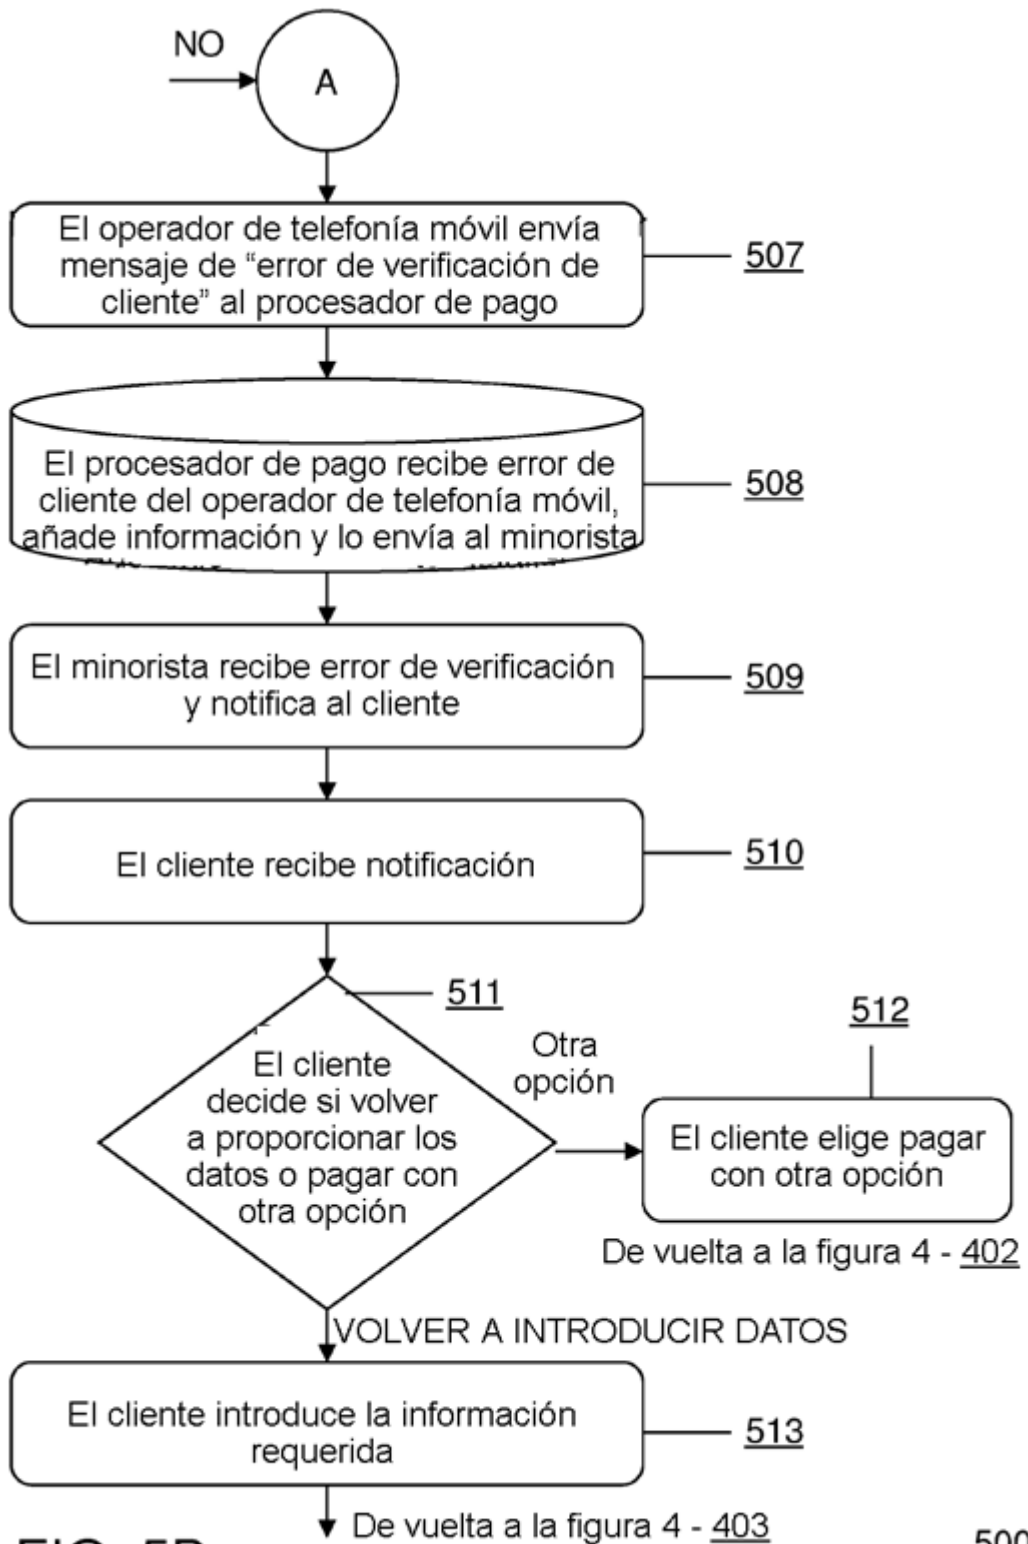 NO
A
El operador de telefonía móvil envía
mensaje de “error de verificación de
cliente” al procesador de pago
507
El procesador de pago recibe error de
cliente del operador de telefonía móvil,
añade información y lo envía al minorista
508
El minorista recibe error de verificación
y notifica al cliente
509
El cliente recibe notificación
510
511
El cliente
decide si volver
a proporcionar los
datos o pagar con
otra opción
Otra
opción
512
El cliente elige pagar
con otra opción
De vuelta a la figura 4 - 402
VOLVER A INTRODUCIR DATOS
El cliente introduce la información
requerida
513
De vuelta a la figura 4 - 403